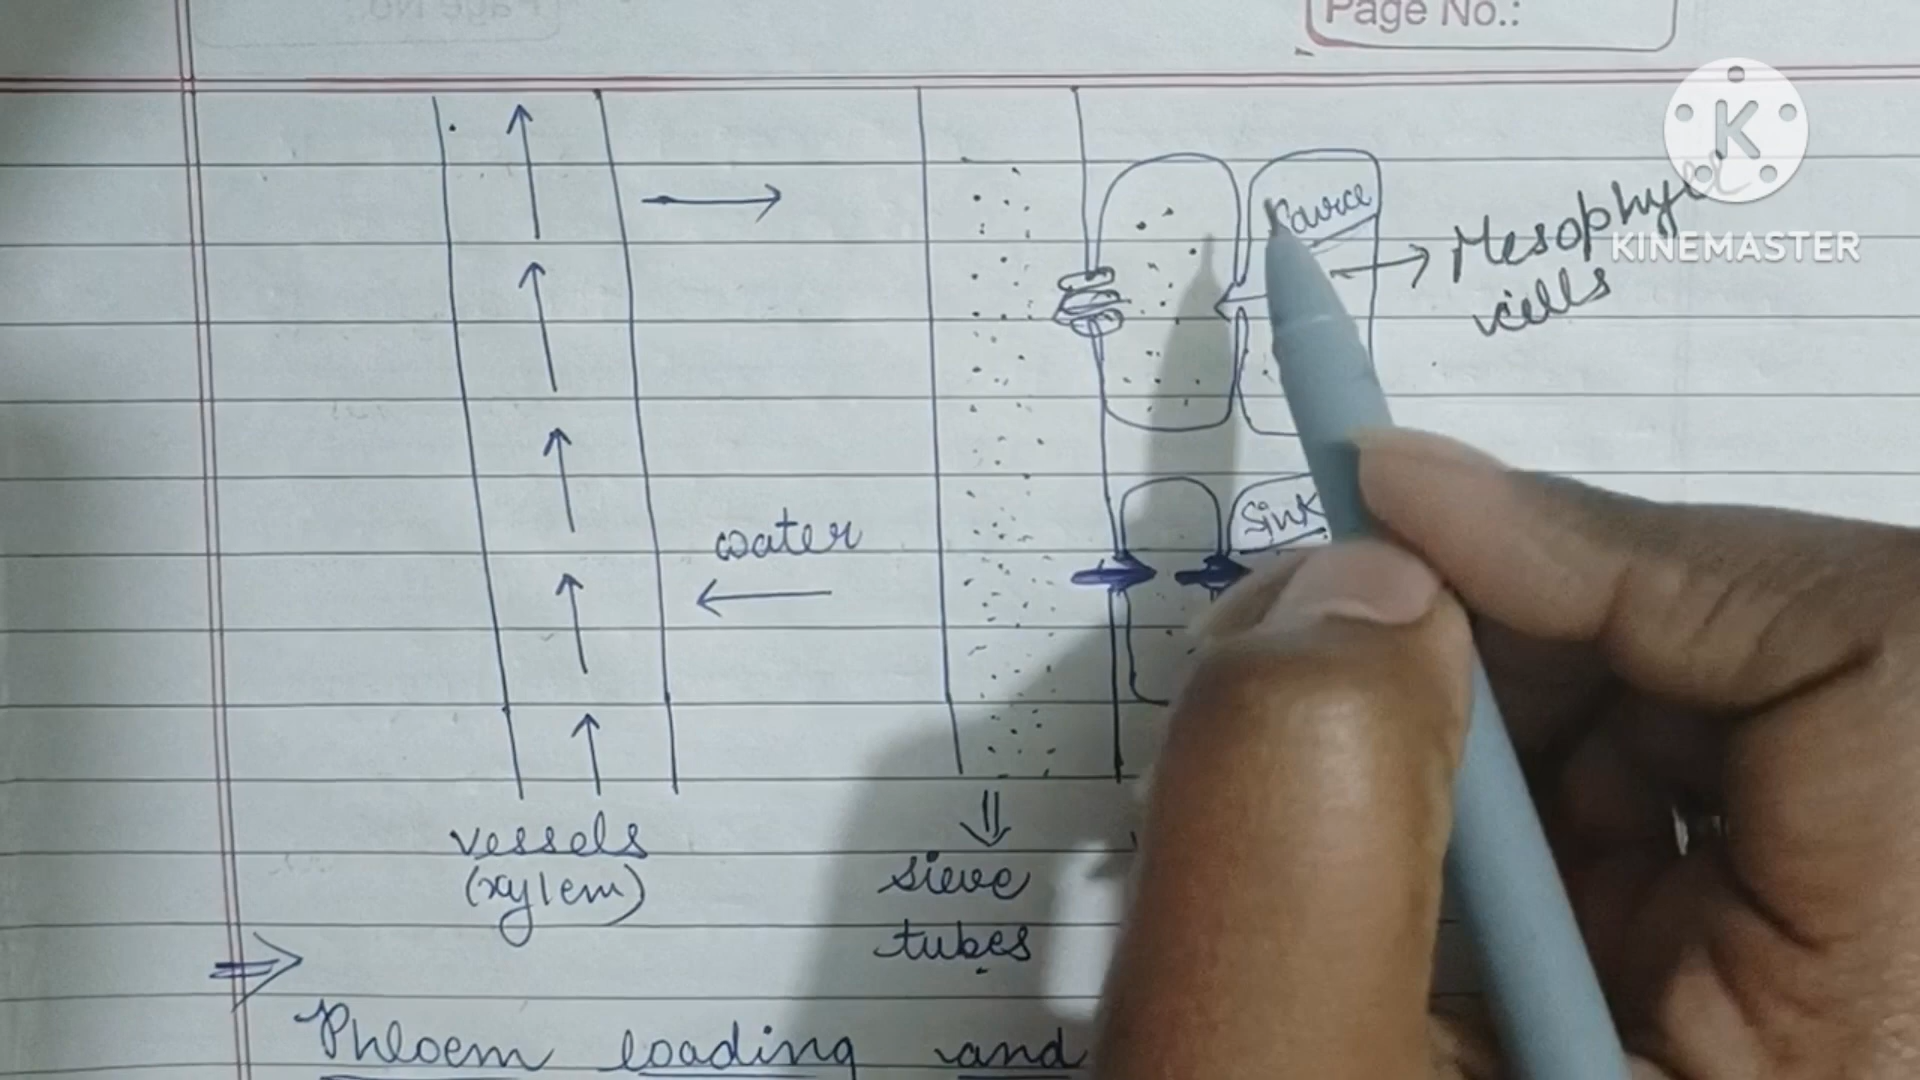 Page No.:
K
KINEMASTER
source
Mesophyll
cells
sink
water
vessels
(xylem)
sieve
tubes
Phloem loading and